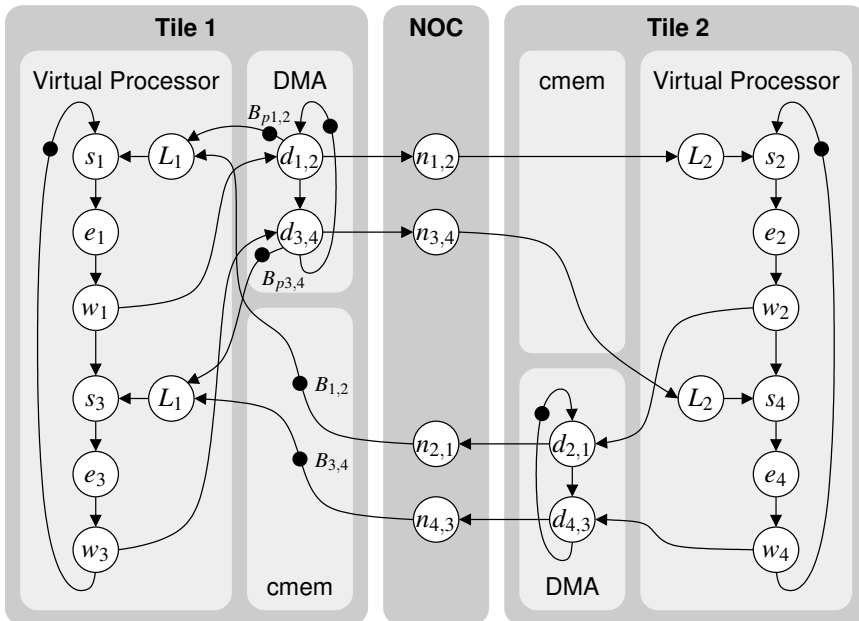 Tile 1
NOC
Tile 2
Virtual Processor
DMA
cmem
Virtual Processor
B_{p1,2}
s_1
L_1
d_{1,2}
n_{1,2}
L_2
s_2
e_1
d_{3,4}
n_{3,4}
e_2
B_{p3,4}
w_1
w_2
B_{1,2}
s_3
L_1
L_2
s_4
n_{2,1}
d_{2,1}
B_{3,4}
e_3
e_4
n_{4,3}
d_{4,3}
w_3
w_4
cmem
DMA